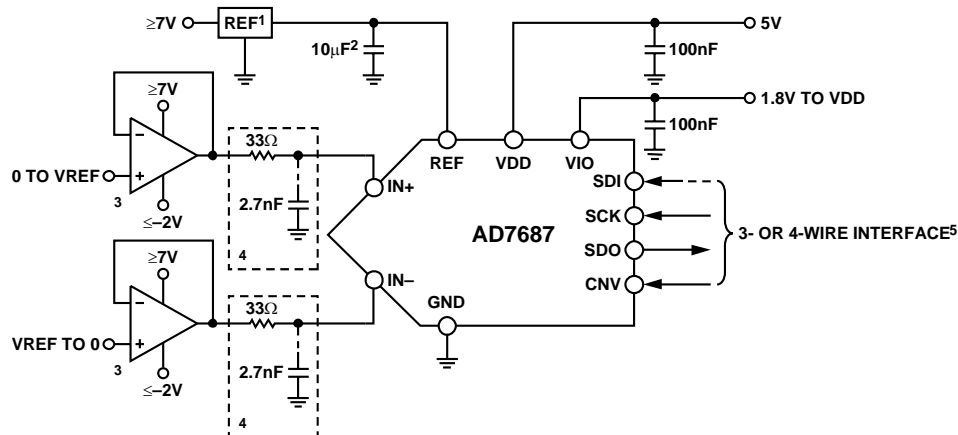 ≥7V
REF1
10μF2
5V
100nF
1.8V TO VDD
100nF
≥7V
−
+
0 TO VREF
3
≤–2V
33Ω
2.7nF
4
REF
VDD
VIO
IN+
IN–
AD7687
GND
SDI
SCK
SDO
CNV
3- OR 4-WIRE INTERFACE5
≥7V
−
+
VREF TO 0
3
≤–2V
33Ω
2.7nF
4